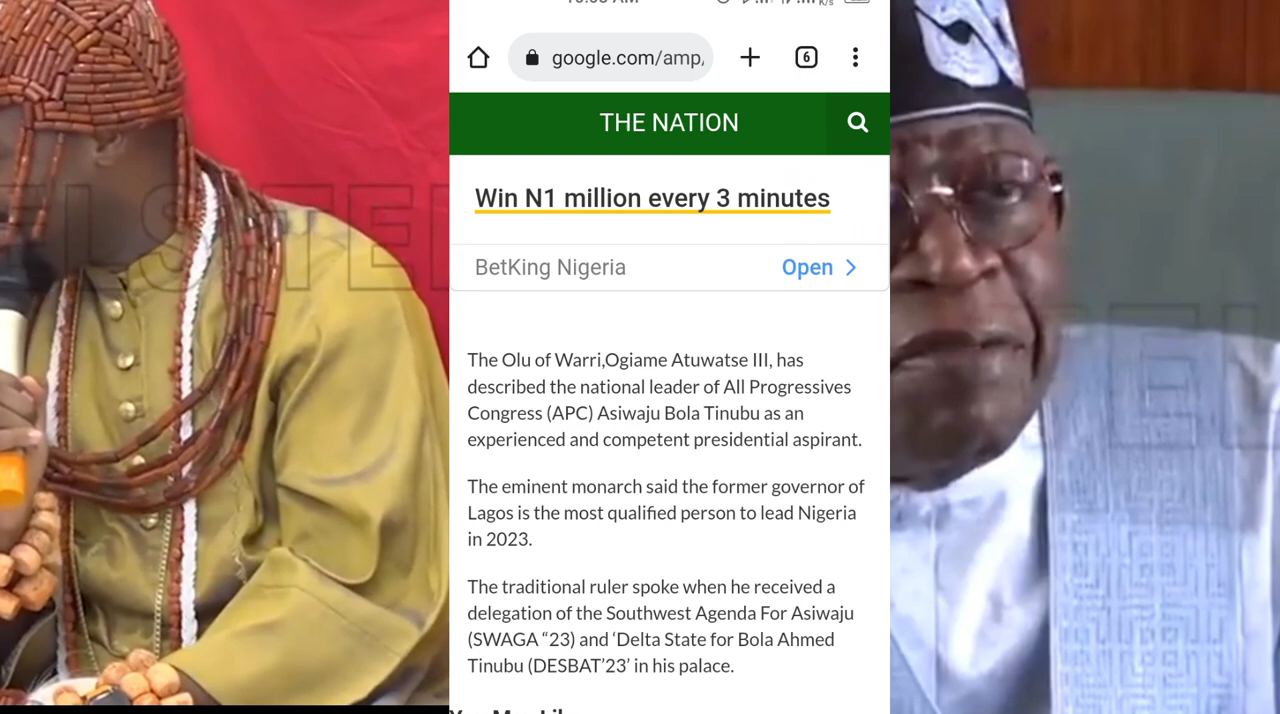 google.com/amp,
6
THE NATION
Win N1 million every 3 minutes
BetKing Nigeria
Open
The Olu of Warri,Ogiame Atuwatse III, has
described the national leader of All Progressives
Congress (APC) Asiwaju Bola Tinubu as an
experienced and competent presidential aspirant.
The eminent monarch said the former governor of
Lagos is the most qualified person to lead Nigeria
in 2023.
The traditional ruler spoke when he received a
delegation of the Southwest Agenda For Asiwaju
(SWAGA “23) and ‘Delta State for Bola Ahmed
Tinubu (DESBAT’23’ in his palace.